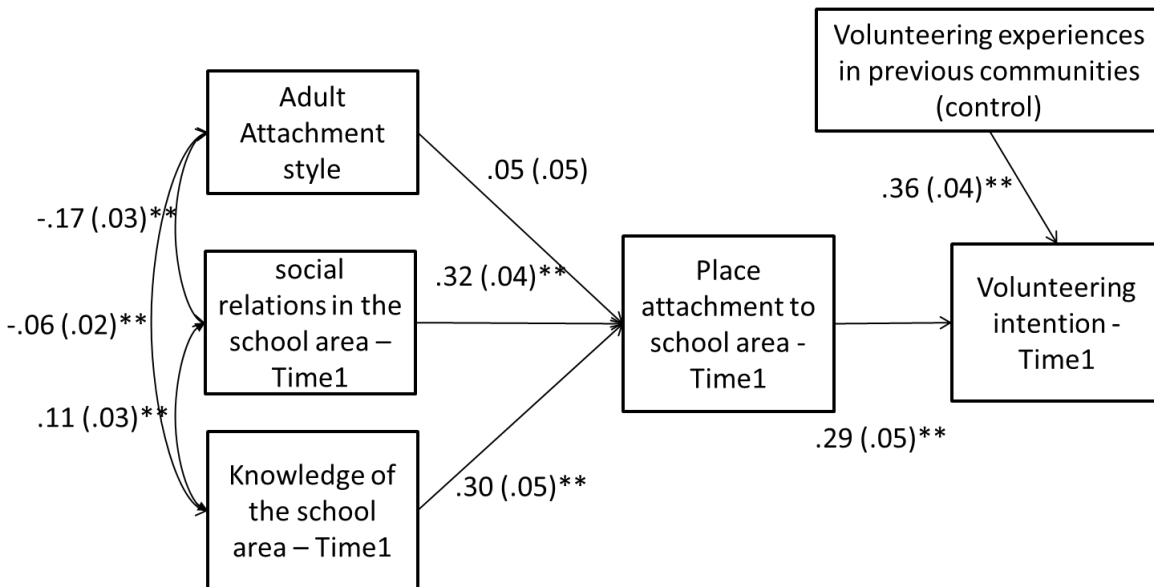 Volunteering experiences
in previous communities
(control)
Adult
Attachment
style
.05 (.05)
.36 (.04)**
-.17 (.03)**
social
relations in the
school area –
Time1
.32 (.04)**
Place
attachment to
school area -
Time1
Volunteering
intention -
Time1
-.06 (.02)**
.11 (.03)**
.29 (.05)**
Knowledge of
the school
area – Time1
.30 (.05)**